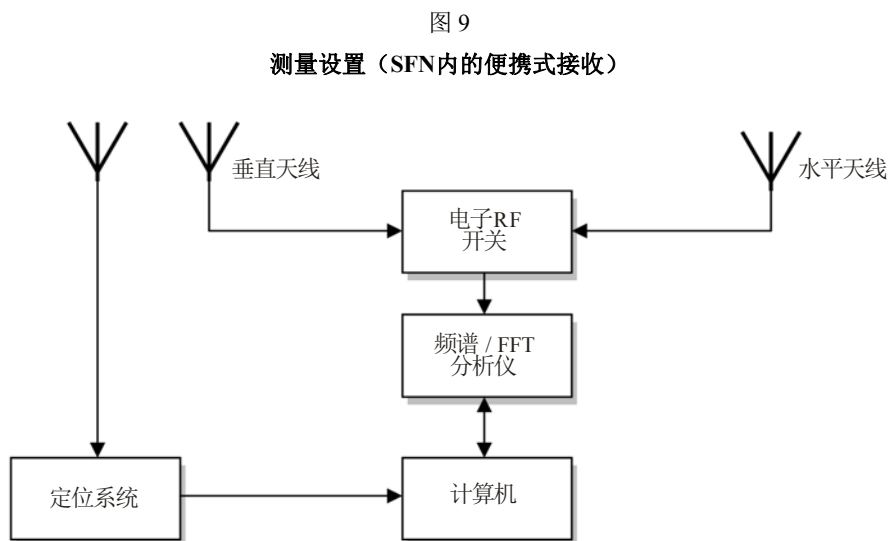 图 9
测量设置（SFN内的便携式接收）
垂直天线
水平天线
电子RF
开关
频谱 / FFT
分析仪
定位系统
计算机